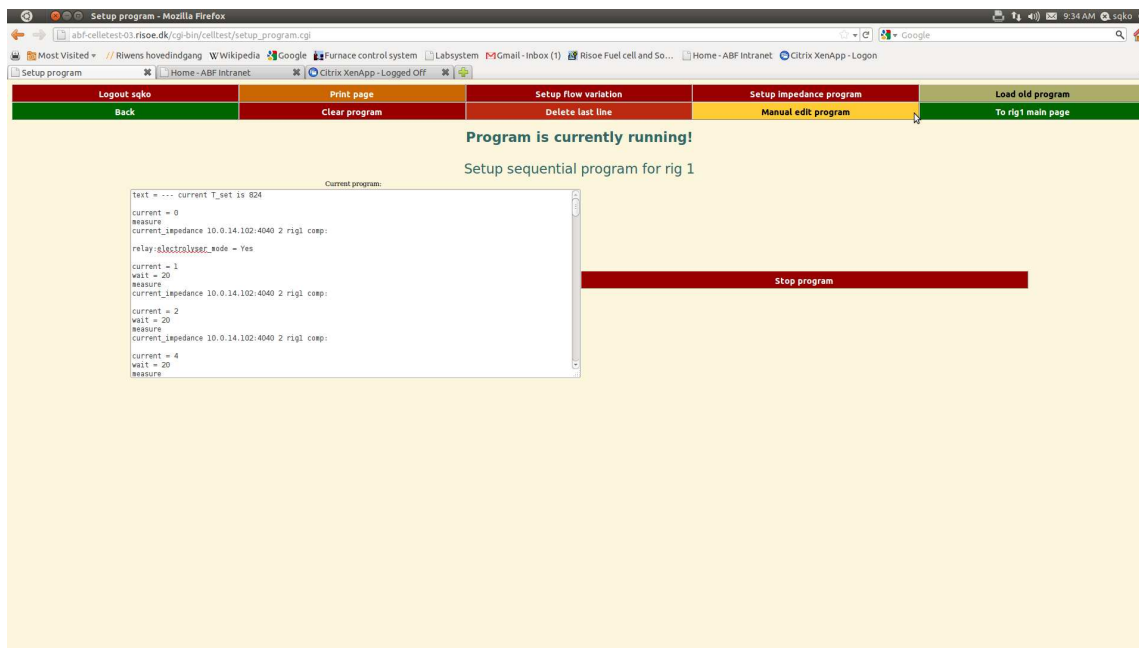 Setup program - Mozilla Firefox
9:34 AM sqko
abf-celletest-03.risoe.dk/cgi-bin/celltest/setup_program.cgi
Google
Most Visited // Riwens hovedindgang W Wikipedia Google Furnace control system Labsystem Gmail - Inbox (1) Risoe Fuel cell and So... Home - ABF Intranet Citrix XenApp - Logon
Setup program Home - ABF Intranet Citrix XenApp - Logged Off
Logout sqko Print page Setup flow variation Setup impedance program Load old program
Back Clear program Delete last line Manual edit program To rig1 main page
Program is currently running!
Setup sequential program for rig 1
Current program:
text = --- current T_set is 824
current = 0
measure
current_impedance 10.0.14.102:4040 2 rig1 comp:
relay:electrolyser_mode = Yes
current = 1
wait = 20
measure
current_impedance 10.0.14.102:4040 2 rig1 comp:
Stop program
current = 2
wait = 20
measure
current_impedance 10.0.14.102:4040 2 rig1 comp:
current = 4
wait = 20
measure